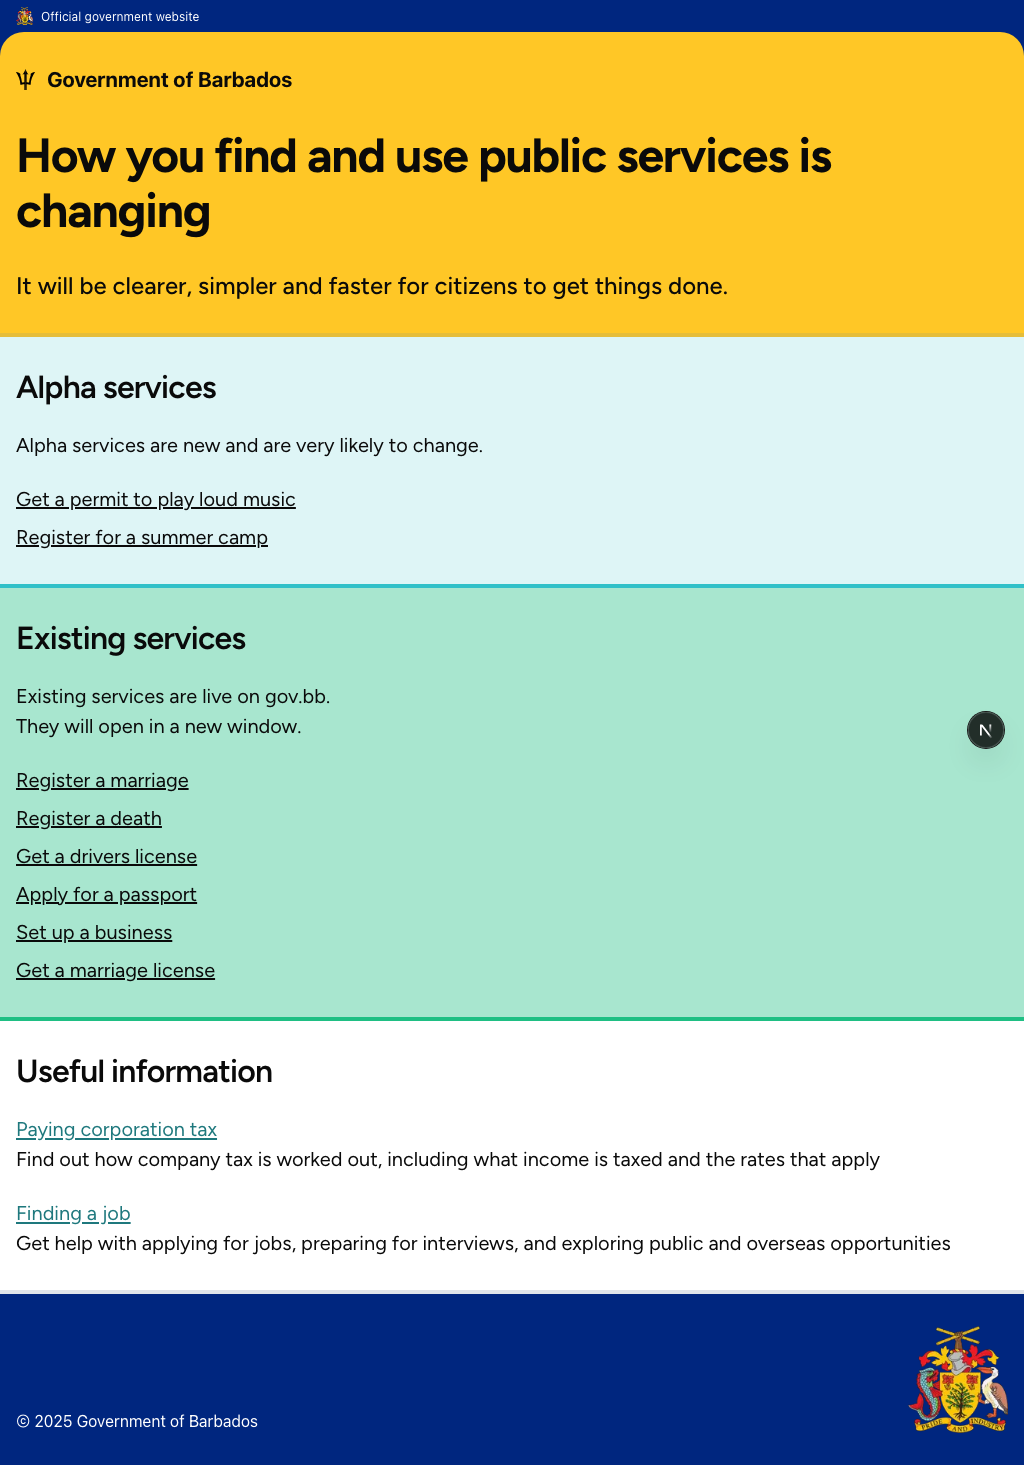 Official government website
Government of Barbados
How you find and use public services is
changing
It will be clearer, simpler and faster for citizens to get things done.
Alpha services
Alpha services are new and are very likely to change.
Get a permit to play loud music
Register for a summer camp
Existing services
Existing services are live on gov.bb.
They will open in a new window.
N
Register a marriage
Register a death
Get a drivers license
Apply for a passport
Set up a business
Get a marriage license
Useful information
Paying corporation tax
Find out how company tax is worked out, including what income is taxed and the rates that apply
Finding a job
Get help with applying for jobs, preparing for interviews, and exploring public and overseas opportunities
PRIDE AND INDUSTRY
© 2025 Government of Barbados